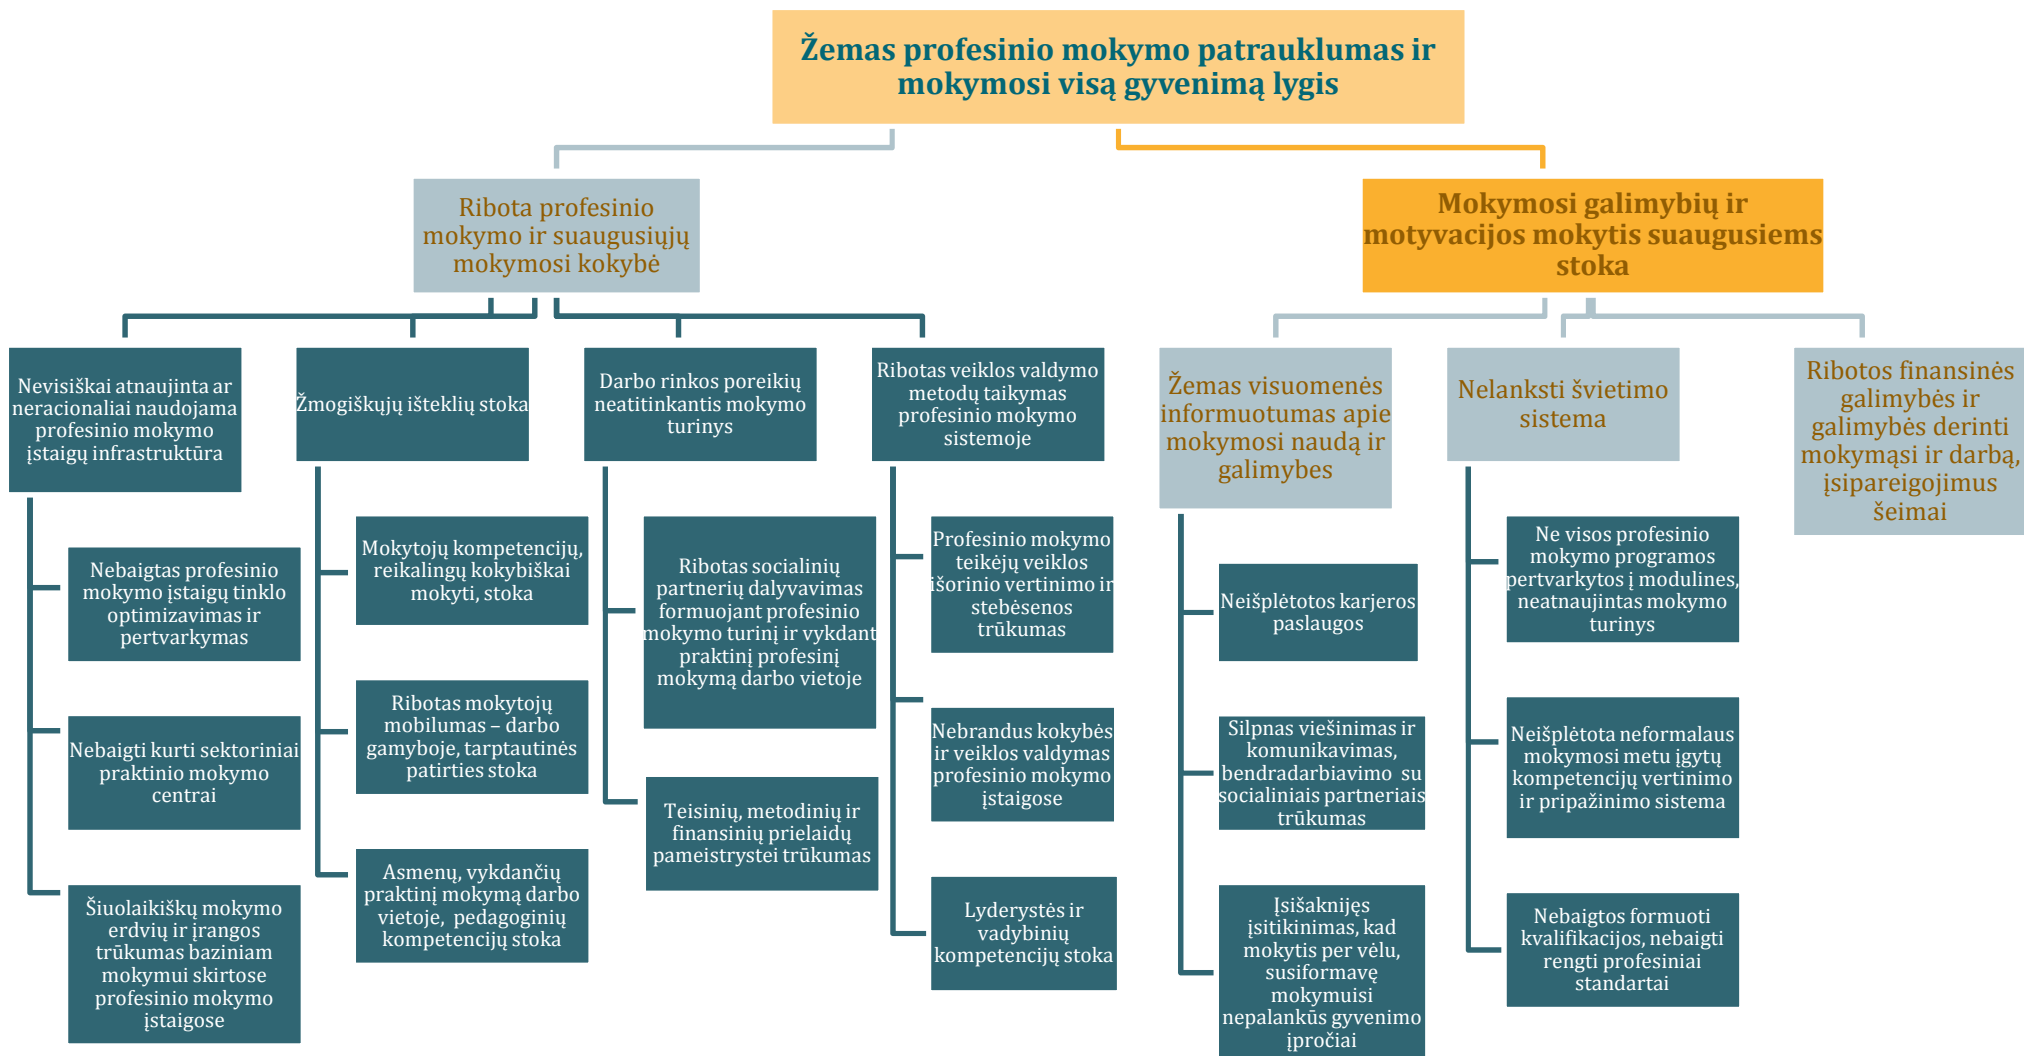 Žemas profesinio mokymo patrauklumas ir
mokymosi visą gyvenimą lygis
Ribota profesinio
mokymo ir suaugusiųjų
mokymosi kokybė
Mokymosi galimybių ir
motyvacijos mokytis suaugusiems
stoka
Nevisiškai atnaujinta ar
neracionaliai naudojama
profesinio mokymo
įstaigų infrastruktūra
Žmogiškųjų išteklių stoka
Darbo rinkos poreikių
neatitinkantis mokymo
turinys
Ribotas veiklos valdymo
metodų taikymas
profesinio mokymo
sistemoje
Žemas visuomenės
informuotumas apie
mokymosi naudą ir
galimybes
Nelanksti švietimo
sistema
Ribotos finansinės
galimybės ir
galimybės derinti
mokymąsi ir darbą,
įsipareigojimus
šeimai
Nebaigtas profesinio
mokymo įstaigų tinklo
optimizavimas ir
pertvarkymas
Nebaigti kurti sektoriniai
praktinio mokymo
centrai
Šiuolaikiškų mokymo
erdvių ir įrangos
trūkumas baziniam
mokymui skirtose
profesinio mokymo
įstaigose
Mokytojų kompetencijų,
reikalingų kokybiškai
mokyti, stoka
Ribotas mokytojų
mobilumas – darbo
gamyboje, tarptautinės
patirties stoka
Asmenų, vykdančių
praktinį mokymą darbo
vietoje, pedagoginių
kompetencijų stoka
Ribotas socialinių
partnerių dalyvavimas
formuojant profesinio
mokymo turinį ir vykdant
praktinį profesinį
mokymą darbo vietoje
Teisinių, metodinių ir
finansinių prielaidų
pameistrystei trūkumas
Profesinio mokymo
teikėjų veiklos
išorinio vertinimo ir
stebėsenos
trūkumas
Nebrandus kokybės
ir veiklos valdymas
profesinio mokymo
įstaigose
Lyderystės ir
vadybinių
kompetencijų stoka
Neišplėtotos karjeros
paslaugos
Silpnas viešinimas ir
komunikavimas,
bendradarbiavimo su
socialiniais partneriais
trūkumas
Įsišaknijęs
įsitikinimas, kad
mokytis per vėlu,
susiformavę
mokymuisi
nepalankūs gyvenimo
įpročiai
Ne visos profesinio
mokymo programos
pertvarkytos į modulines,
neatnaujintas mokymo
turinys
Neišplėtota neformalaus
mokymosi metu įgytų
kompetencijų vertinimo
ir pripažinimo sistema
Nebaigtos formuoti
kvalifikacijos, nebaigti
rengti profesiniai
standartai